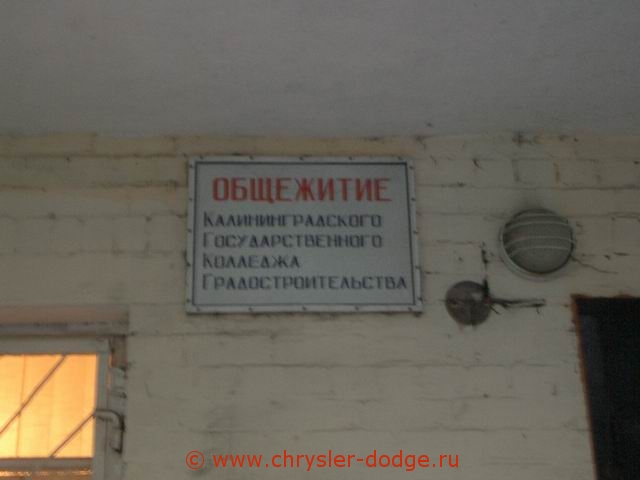 ОБЩЕЖИТИЕ
КАЛИНИНГРАДСКОГО
ГОСУДАРСТВЕННОГО
КОЛЛЕДЖА
ГРАДОСТРОИТЕЛЬСТВА
© www.chrysler-dodge.ru